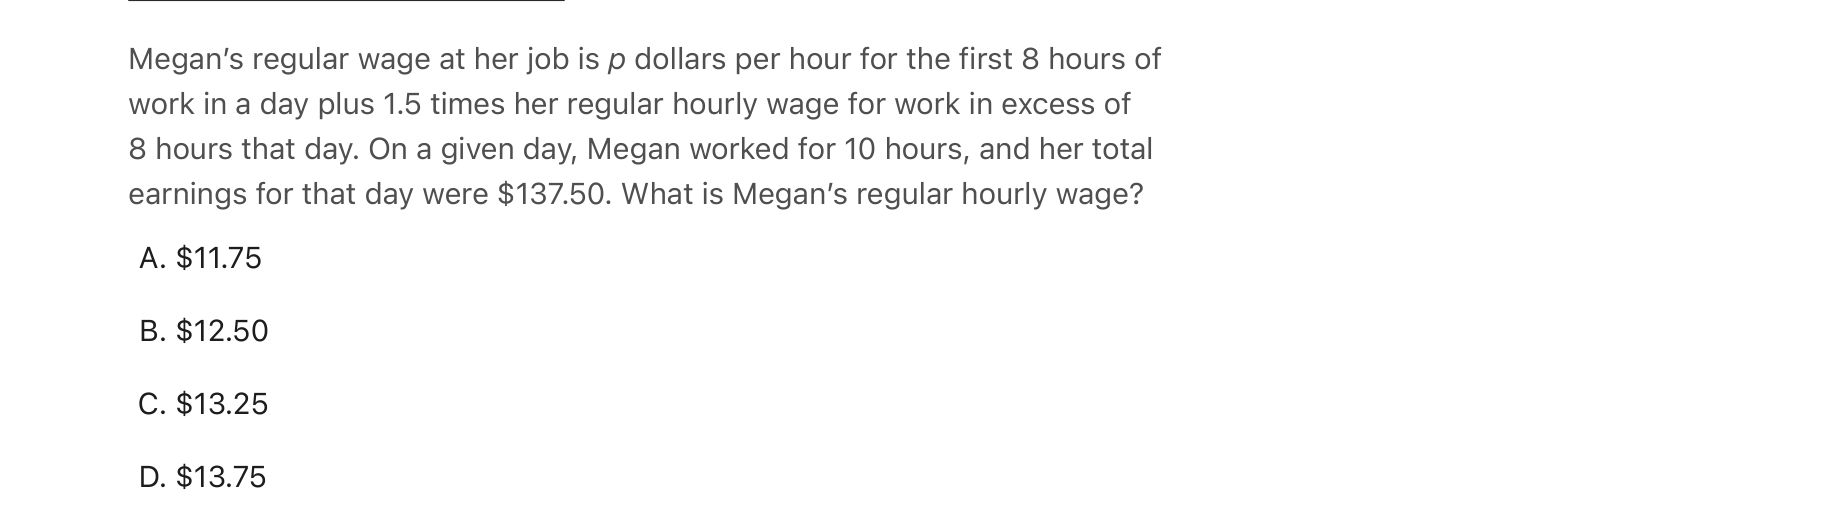 Megan's regular wage at her job is p dollars per hour for the first 8 hours of
work in a day plus 1.5 times her regular hourly wage for work in excess of
8 hours that day. On a given day, Megan worked for 10 hours, and her total
earnings for that day were $137.50. What is Megan's regular hourly wage?
A. $11.75
B. $12.50
C. $13.25
D. $13.75